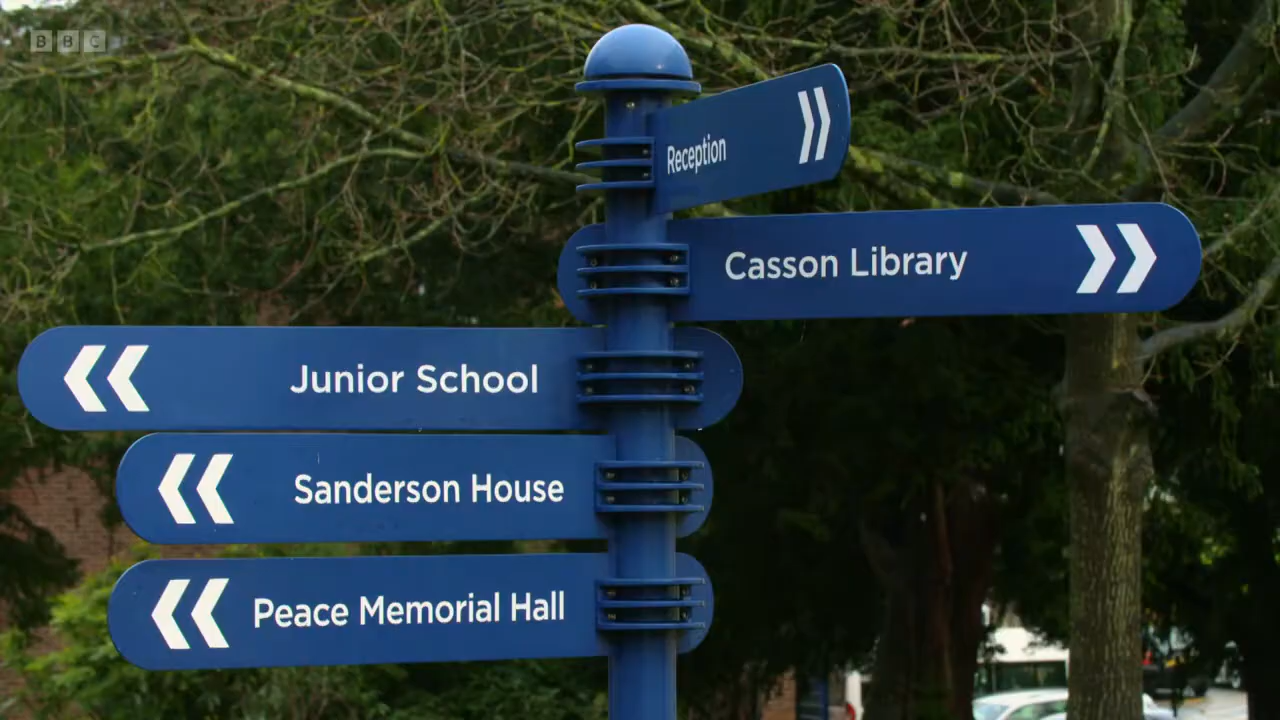 BBC
Reception
Casson Library
Junior School
Sanderson House
Peace Memorial Hall